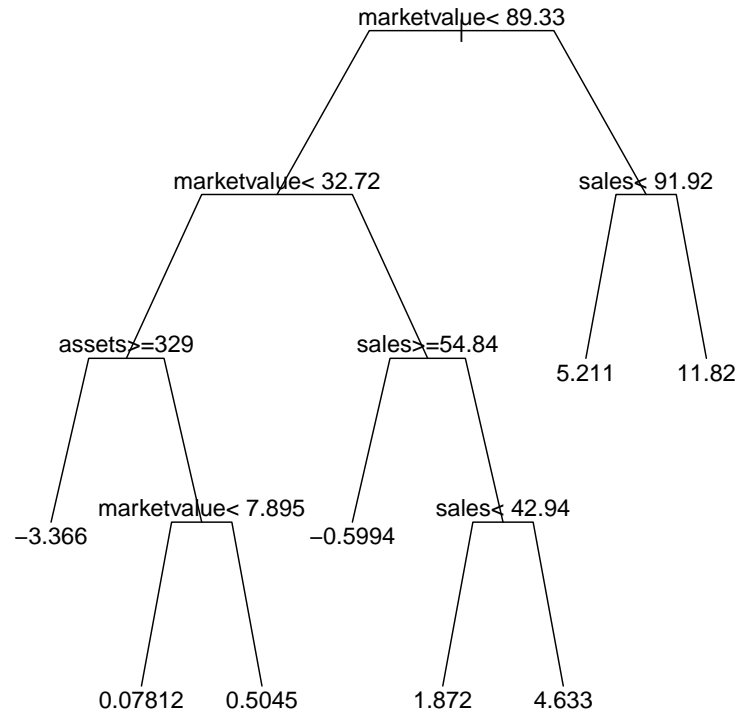 marketvalue< 89.33
marketvalue< 32.72
sales< 91.92
assets>=329
sales>=54.84
5.211
11.82
−3.366
marketvalue< 7.895
−0.5994
sales< 42.94
0.07812
0.5045
1.872
4.633